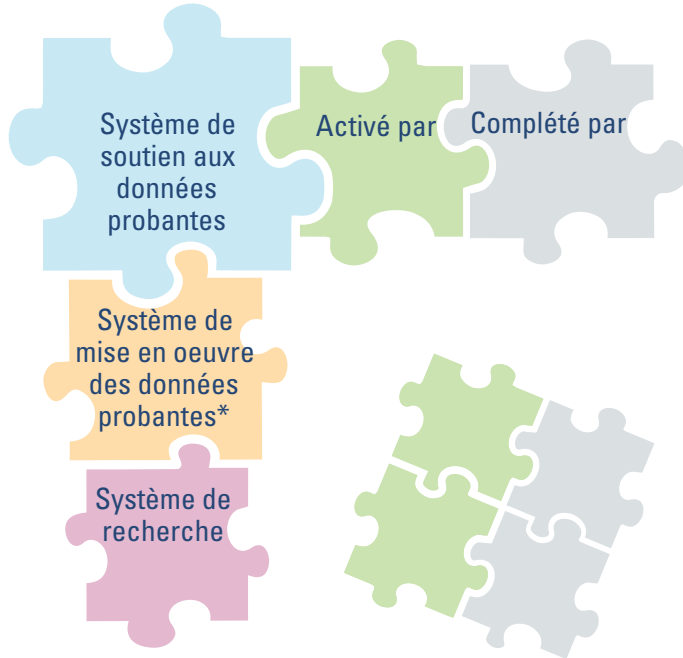 Système de
soutien aux
données
probantes
Activé par
Complété par
Système de
mise en oeuvre
des données
probantes*
Système de
recherche